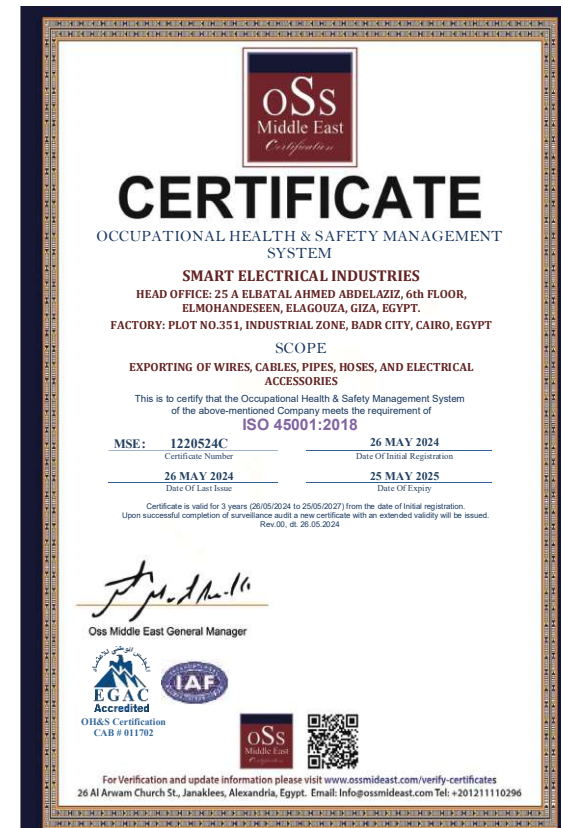 oSs
Middle East
Certification
CERTIFICATE
OCCUPATIONAL HEALTH & SAFETY MANAGEMENT
SYSTEM
SMART ELECTRICAL INDUSTRIES
HEAD OFFICE: 25 A ELBATAL AHMED ABDELAZIZ, 6th FLOOR,
ELMOHANDESEEN, ELAGOUZA, GIZA, EGYPT.
FACTORY: PLOT NO.351, INDUSTRIAL ZONE, BADR CITY, CAIRO, EGYPT
SCOPE
EXPORTING OF WIRES, CABLES, PIPES, HOSES, AND ELECTRICAL
ACCESSORIES
This is to certify that the Occupational Health & Safety Management System
of the above-mentioned Company meets the requirement of
ISO 45001:2018
MSE: 1220524C 26 MAY 2024
Certificate Number Date Of Initial Registration
26 MAY 2024 25 MAY 2025
Date Of Last Issue Date Of Expiry
Certificate is valid for 3 years (26/05/2024 to 25/05/2027) from the date of Initial registration.
Upon successful completion of surveillance audit a new certificate with an extended validity will be issued.
Rev.00, dt. 26.05.2024
Oss Middle East General Manager
المجلس الوطني للاعتماد
EGAC
Accredited
IAF
OH&S Certification
CAB # 011702
oSs
Middle East
Certification
For Verification and update information please visit www.ossmideast.com/verify-certificates
26 Al Arwam Church St., Janaklees, Alexandria, Egypt. Email: Info@ossmideast.com Tel: +201211110296